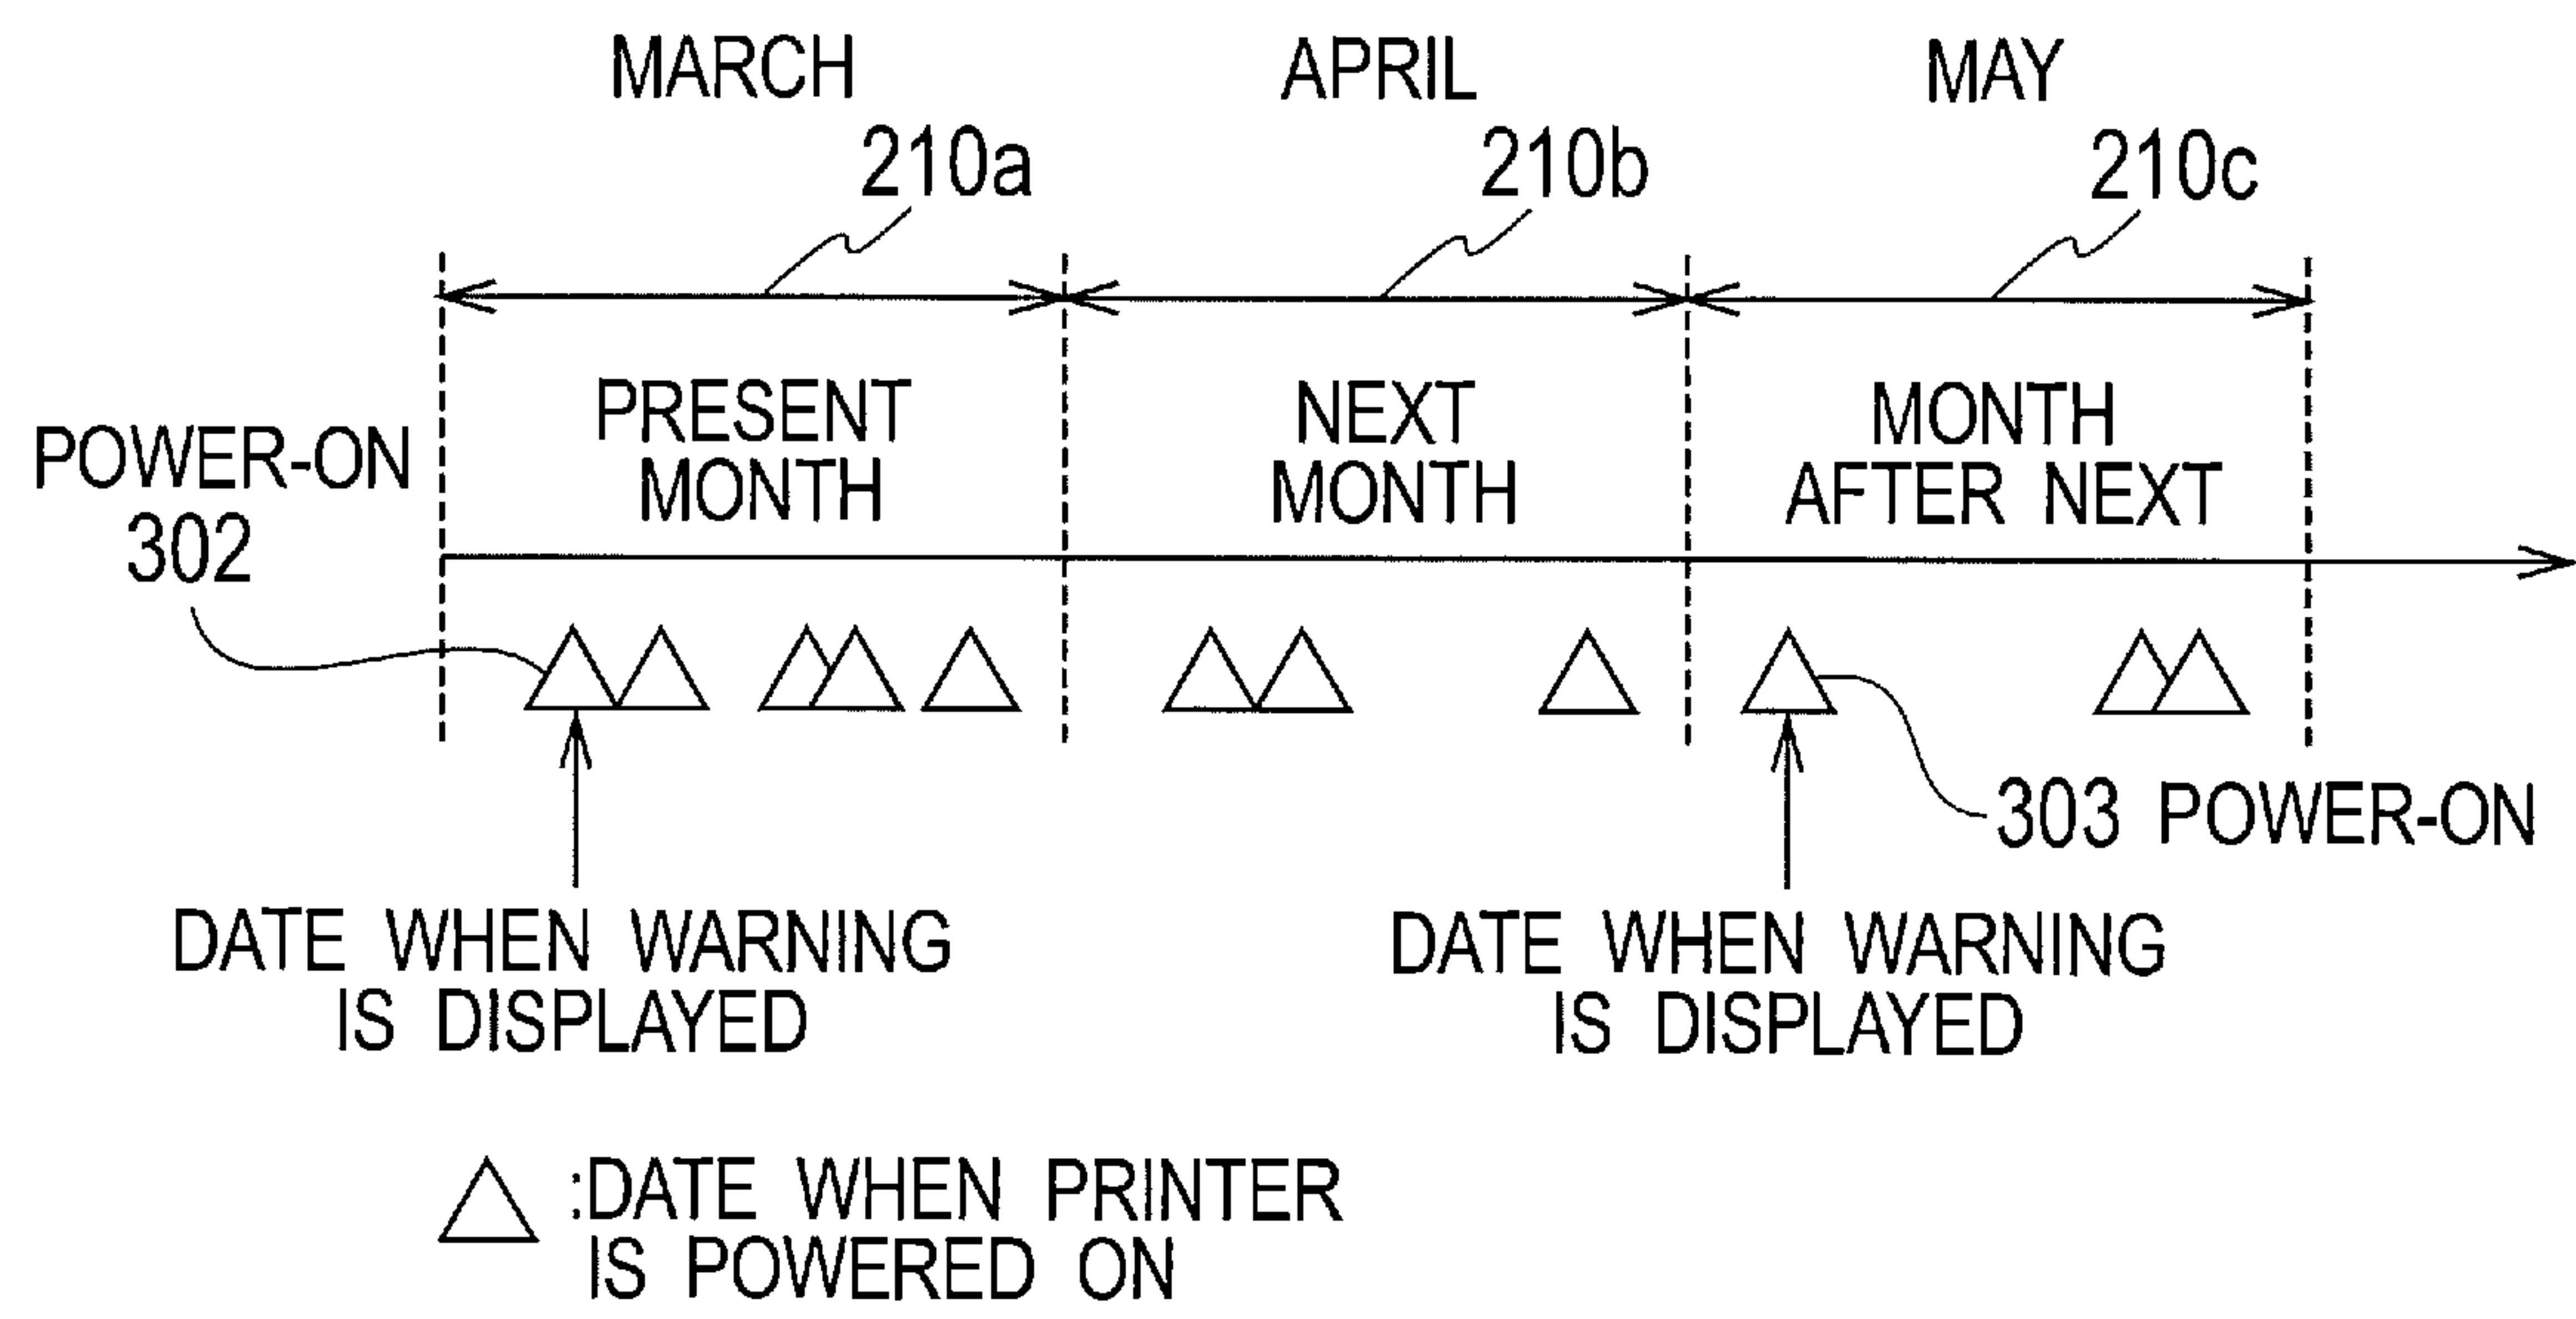 MARCH
APRIL
MAY
210a
210b
210c
PRESENT
MONTH
NEXT
MONTH
MONTH
AFTER NEXT
POWER-ON
302
303 POWER-ON
DATE WHEN WARNING
IS DISPLAYED
DATE WHEN WARNING
IS DISPLAYED
:DATE WHEN PRINTER
IS POWERED ON